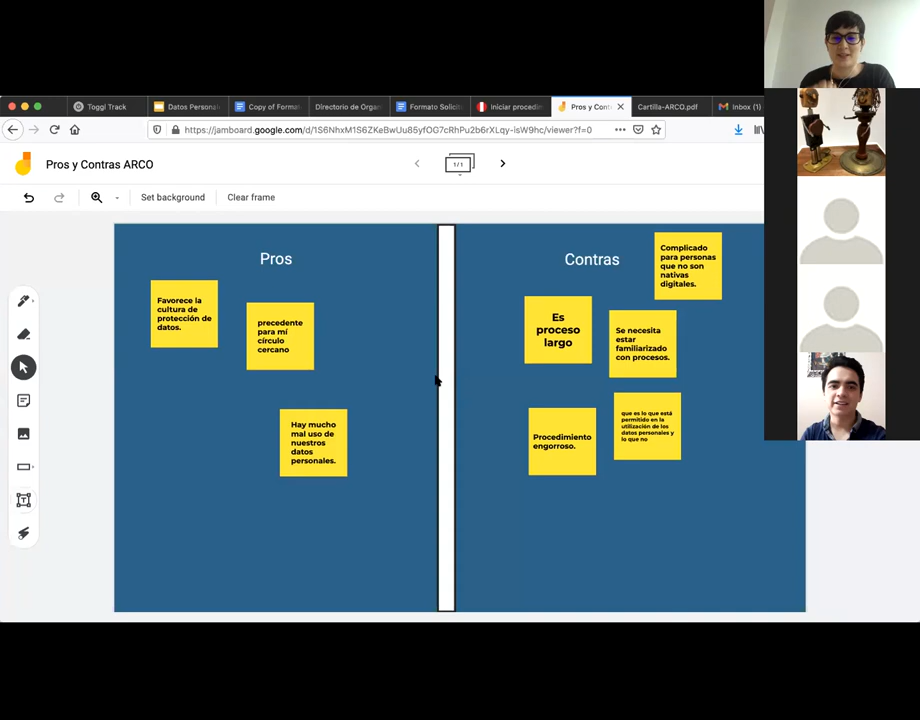 Toggl Track
Datos Personal
Copy of Format
Directorio de Organ
Formato Solicit
Iniciar procedim
Pros y Cont
Cartilla-ARCO.pdf
Inbox (1)
https://jamboard.google.com/d/1S6NhxM1S6ZKeBwUu85yfOG7cRhPu2b6rXLqy-isW9hc/viewer?f=0
Pros y Contras ARCO
1/1
Set background
Clear frame
Pros
Favorece la
cultura de
protección de
datos.
precedente
para mí
círculo
cercano
Hay mucho
mal uso de
nuestros
datos
personales.
Contras
Complicado
para personas
que no son
nativas
digitales.
Es
proceso
largo
Se necesita
estar
familiarizado
con procesos.
Procedimiento
engorroso.
que es lo que está
permitido en la
utilización de los
datos personales y
lo que no